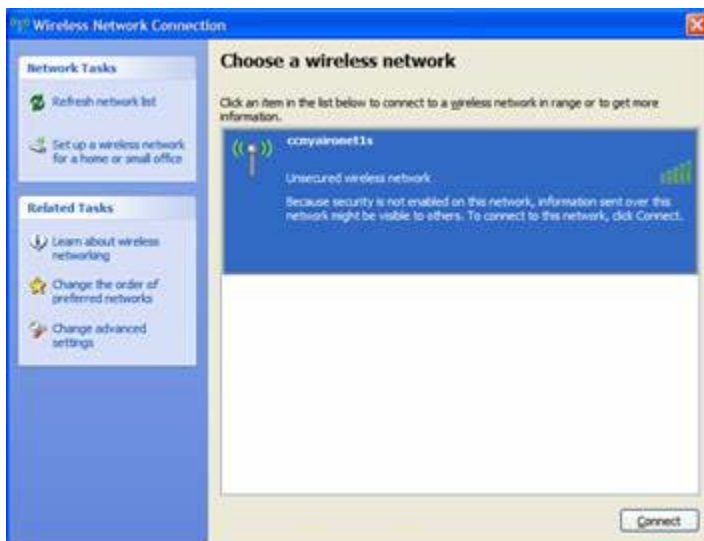 Wireless Network Connection
Network Tasks
Refresh network list
Set up a wireless network
for a home or small office
Related Tasks
Learn about wireless
networking
Change the order of
preferred networks
Change advanced
settings
Choose a wireless network
Click an item in the list below to connect to a wireless network in range or to get more
information.
ccnyaironet1s
Unsecured wireless network
Because security is not enabled on this network, information sent over this
network might be visible to others. To connect to this network, click Connect.
Connect